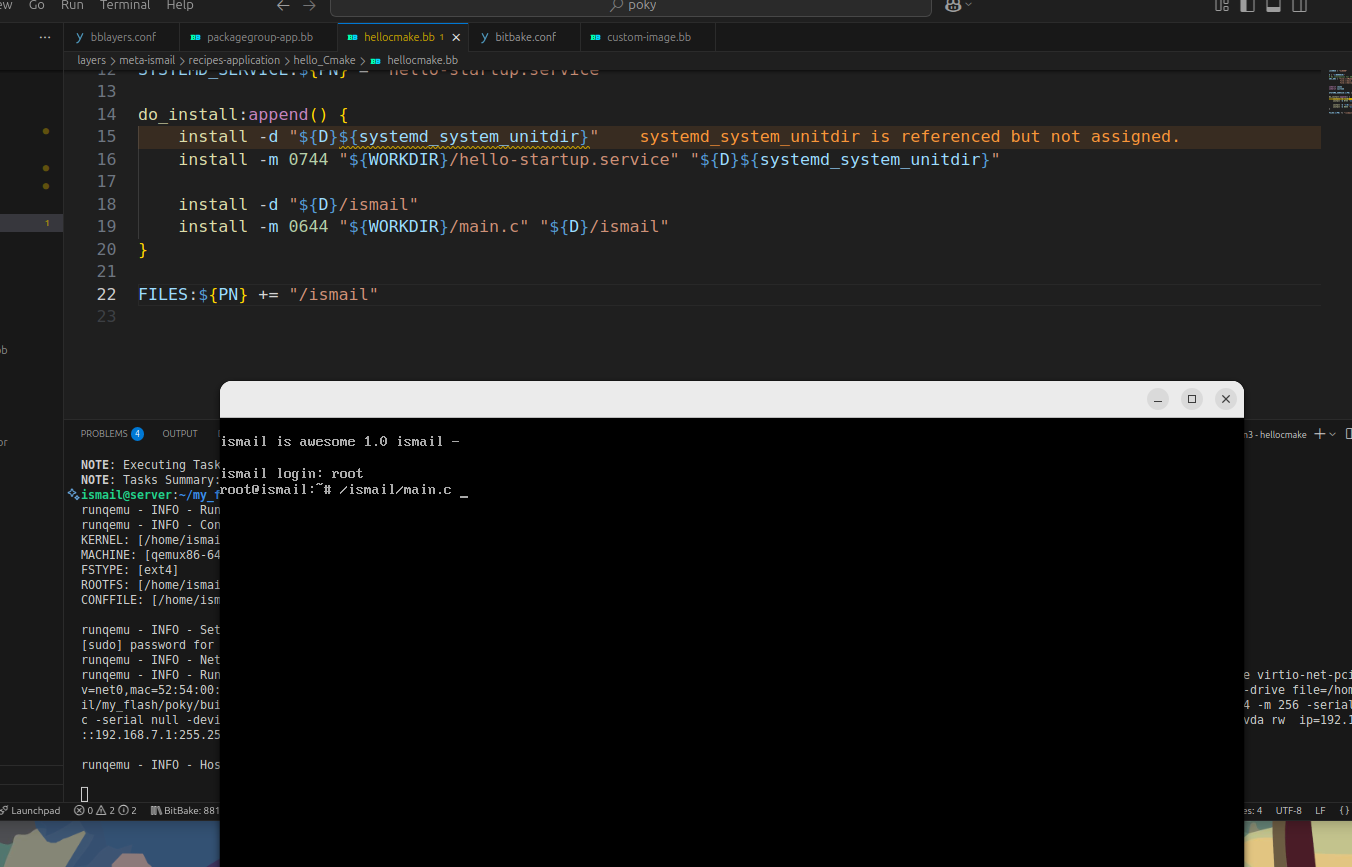 Go Run Terminal Help
poky
bblayers.conf packagegroup-app.bb hellocmake.bb 1 bitbake.conf custom-image.bb
layers > meta-ismail > recipes-application > hello_Cmake > hellocmake.bb
12 SYSTEMD_SERVICE:${PN} = "hello-startup.service"
13
14 do_install:append() {
15 install -d "${D}${systemd_system_unitdir}" systemd_system_unitdir is referenced but not assigned.
16 install -m 0744 "${WORKDIR}/hello-startup.service" "${D}${systemd_system_unitdir}"
17
18 install -d "${D}/ismail"
1
19 install -m 0644 "${WORKDIR}/main.c" "${D}/ismail"
20 }
21
22 FILES:${PN} += "/ismail"
23
PROBLEMS 4 OUTPUT
n3 - hellocmake
ismail is awesome 1.0 ismail -
ismail login: root
root@ismail:~# /ismail/main.c _
NOTE: Executing Task
NOTE: Tasks Summary:
ismail@server:~/my_f
runqemu - INFO - Run
runqemu - INFO - Con
KERNEL: [/home/ismai
MACHINE: [qemux86-64
FSTYPE: [ext4]
ROOTFS: [/home/ismai
CONFFILE: [/home/ism
runqemu - INFO - Set
[sudo] password for
runqemu - INFO - Net
runqemu - INFO - Run e virtio-net-pci
v=net0,mac=52:54:00: -drive file=/hom
il/my_flash/poky/bui 4 -m 256 -serial
c -serial null -devi vda rw ip=192.1
::192.168.7.1:255.25
runqemu - INFO - Hos
Launchpad 0 2 2 BitBake: 881 es: 4 UTF-8 LF {}